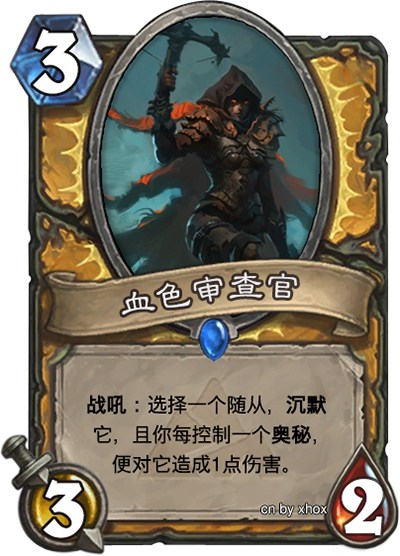 3
血色审查官
战吼：选择一个随从，沉默
它，且你每控制一个奥秘，
便对它造成1点伤害。
cn by xhox
3
2